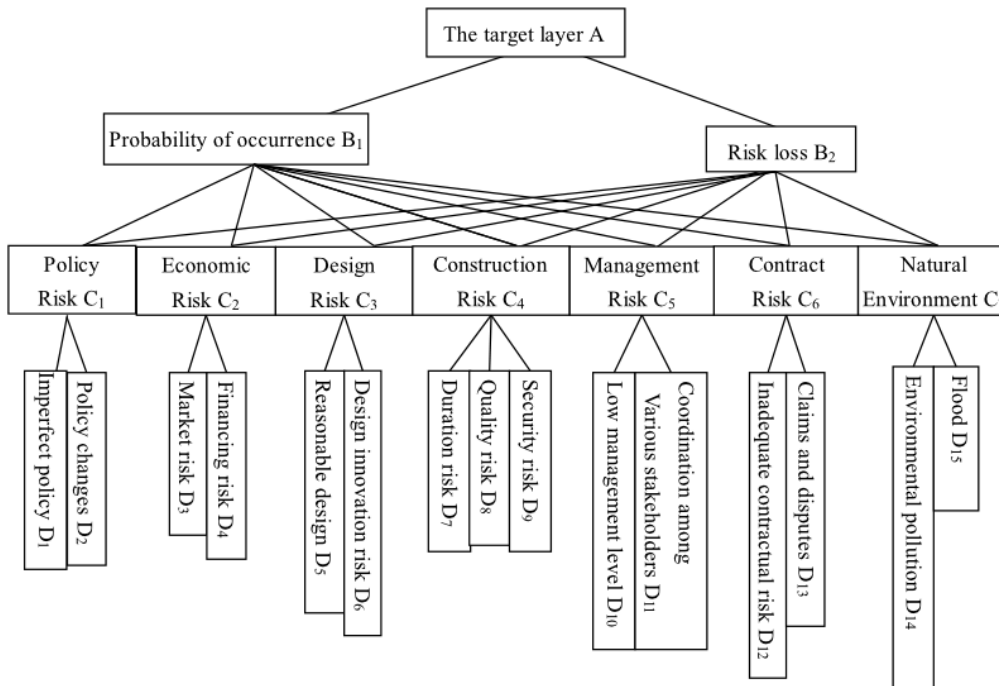 The target layer A
Probability of occurrence B₁
Risk loss B₂
Policy
Risk C₁
Economic
Risk C₂
Design
Risk C₃
Construction
Risk C₄
Management
Risk C₅
Contract
Risk C₆
Natural
Environment C
Imperfect policy D₁
Policy changes D₂
Market risk D₃
Financing risk D₄
Reasonable design D₅
Design innovation risk D₆
Duration risk D₇
Quality risk D₈
Security risk D₉
Low management level D₁₀
Coordination among
Various stakeholders D₁₁
Inadequate contractual risk D₁₂
Claims and disputes D₁₃
Environmental pollution D₁₄
Flood D₁₅